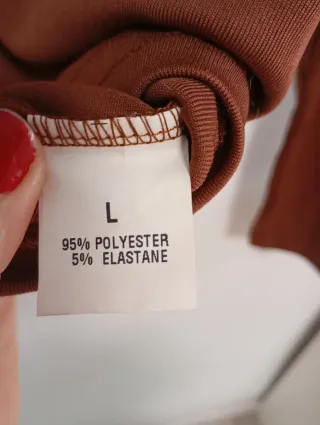 L
95% POLYESTER
5% ELASTANE